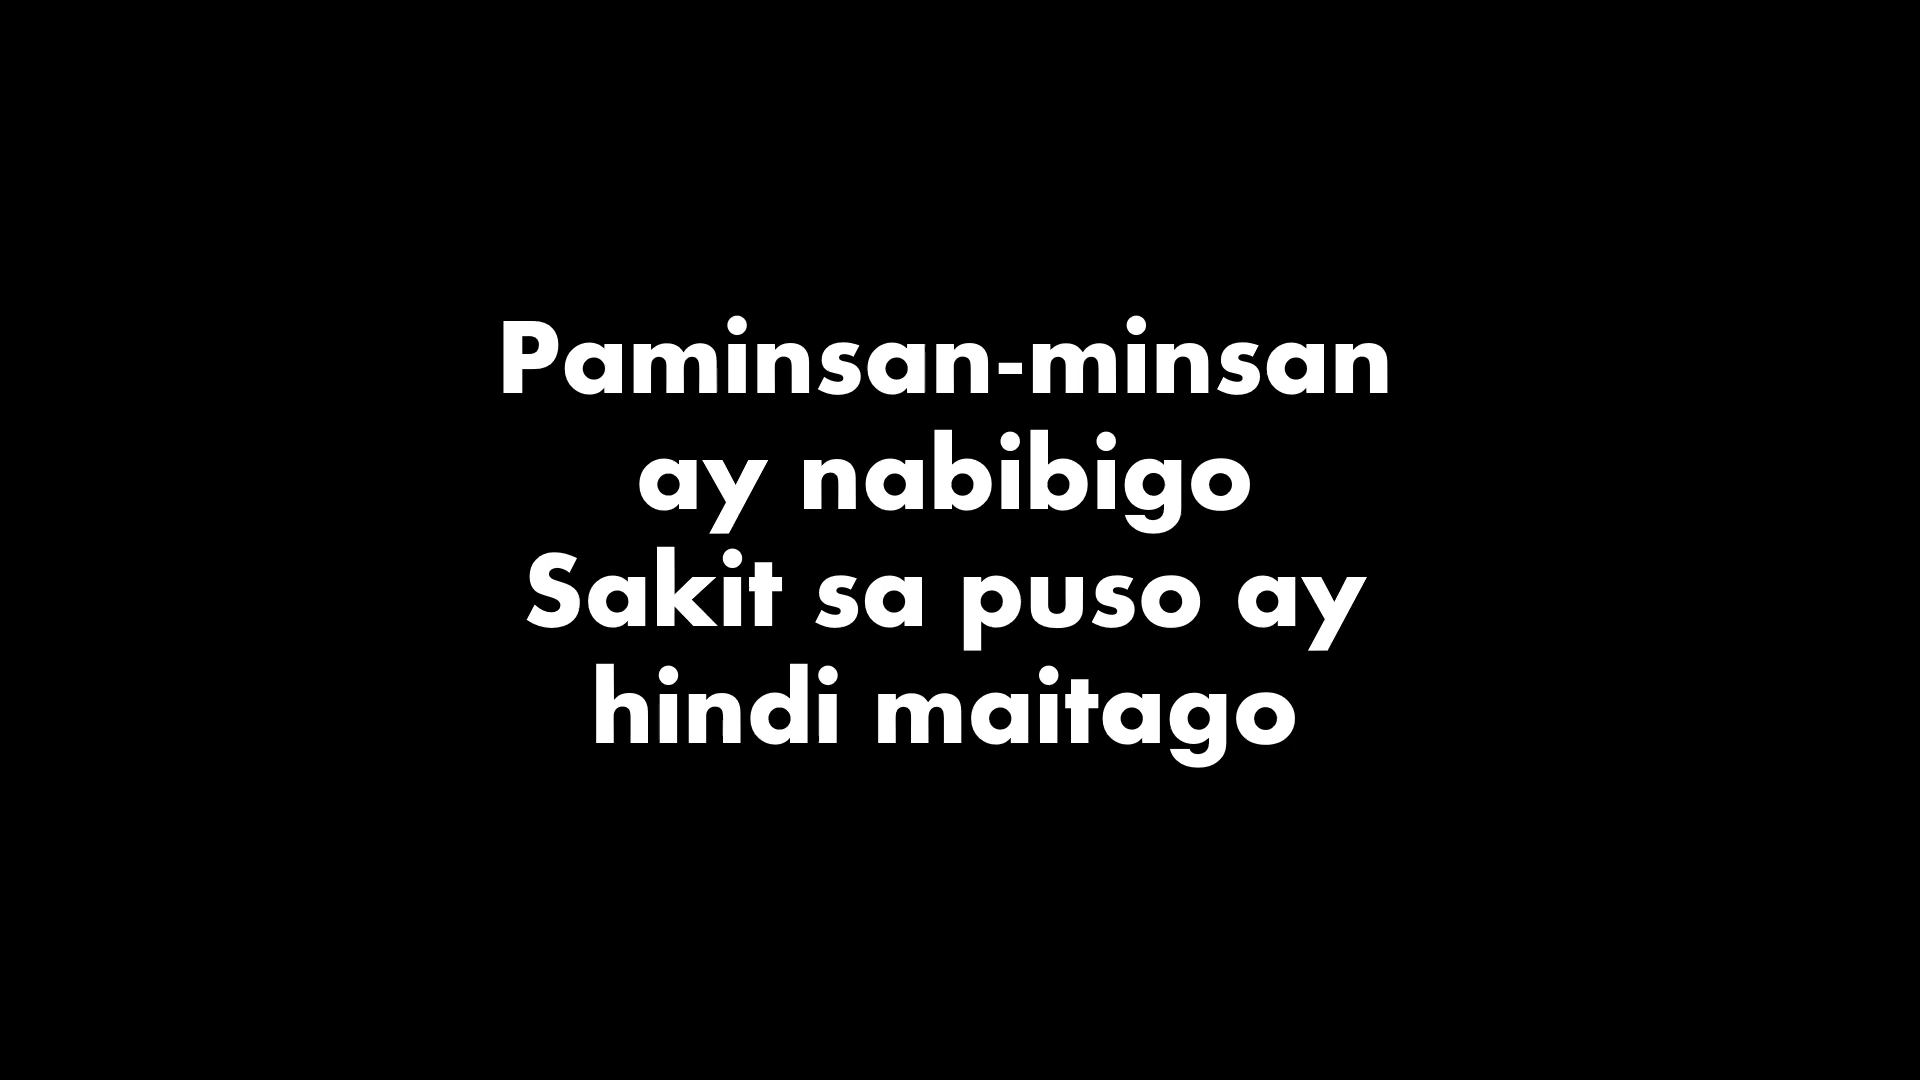 Paminsan-minsan
ay nabibigo
Sakit sa puso ay
hindi maitago